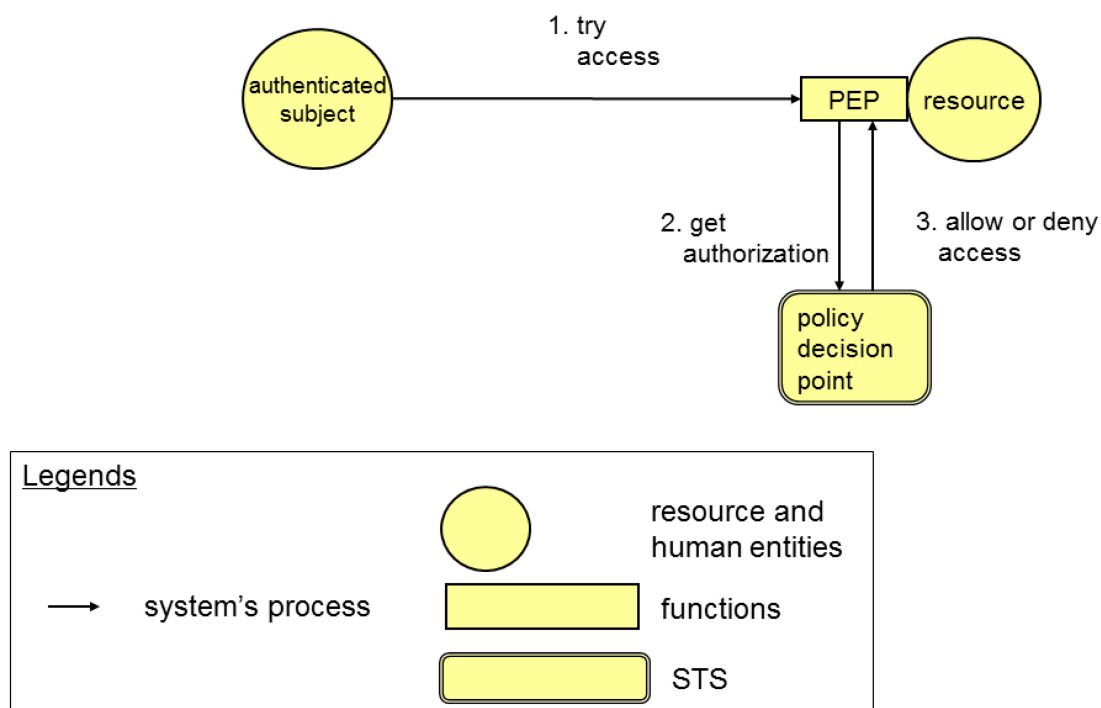 1. try
access
authenticated
subject
PEP
resource
2. get
authorization
3. allow or deny
access
policy
decision
point
Legends
resource and
human entities
system's process
functions
STS